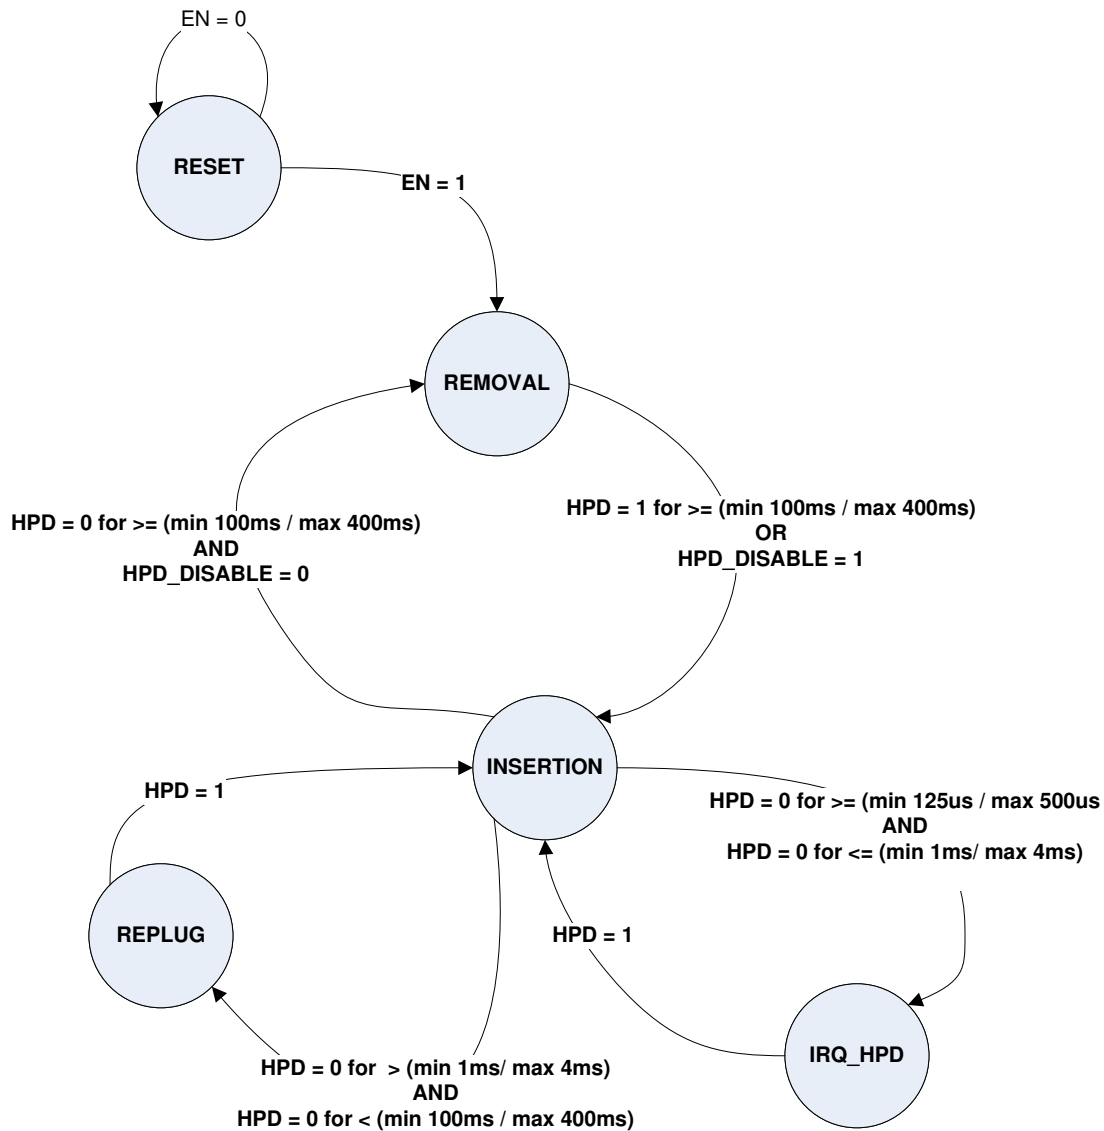 EN = 0
RESET
EN = 1
REMOVAL
HPD = 0 for >= (min 100ms / max 400ms)
AND
HPD_DISABLE = 0
HPD = 1 for >= (min 100ms / max 400ms)
OR
HPD_DISABLE = 1
INSERTION
HPD = 1
HPD = 0 for >= (min 125us / max 500us
AND
HPD = 0 for <= (min 1ms/ max 4ms)
REPLUG
HPD = 1
IRQ_HPD
HPD = 0 for  > (min 1ms/ max 4ms)
AND
HPD = 0 for < (min 100ms / max 400ms)